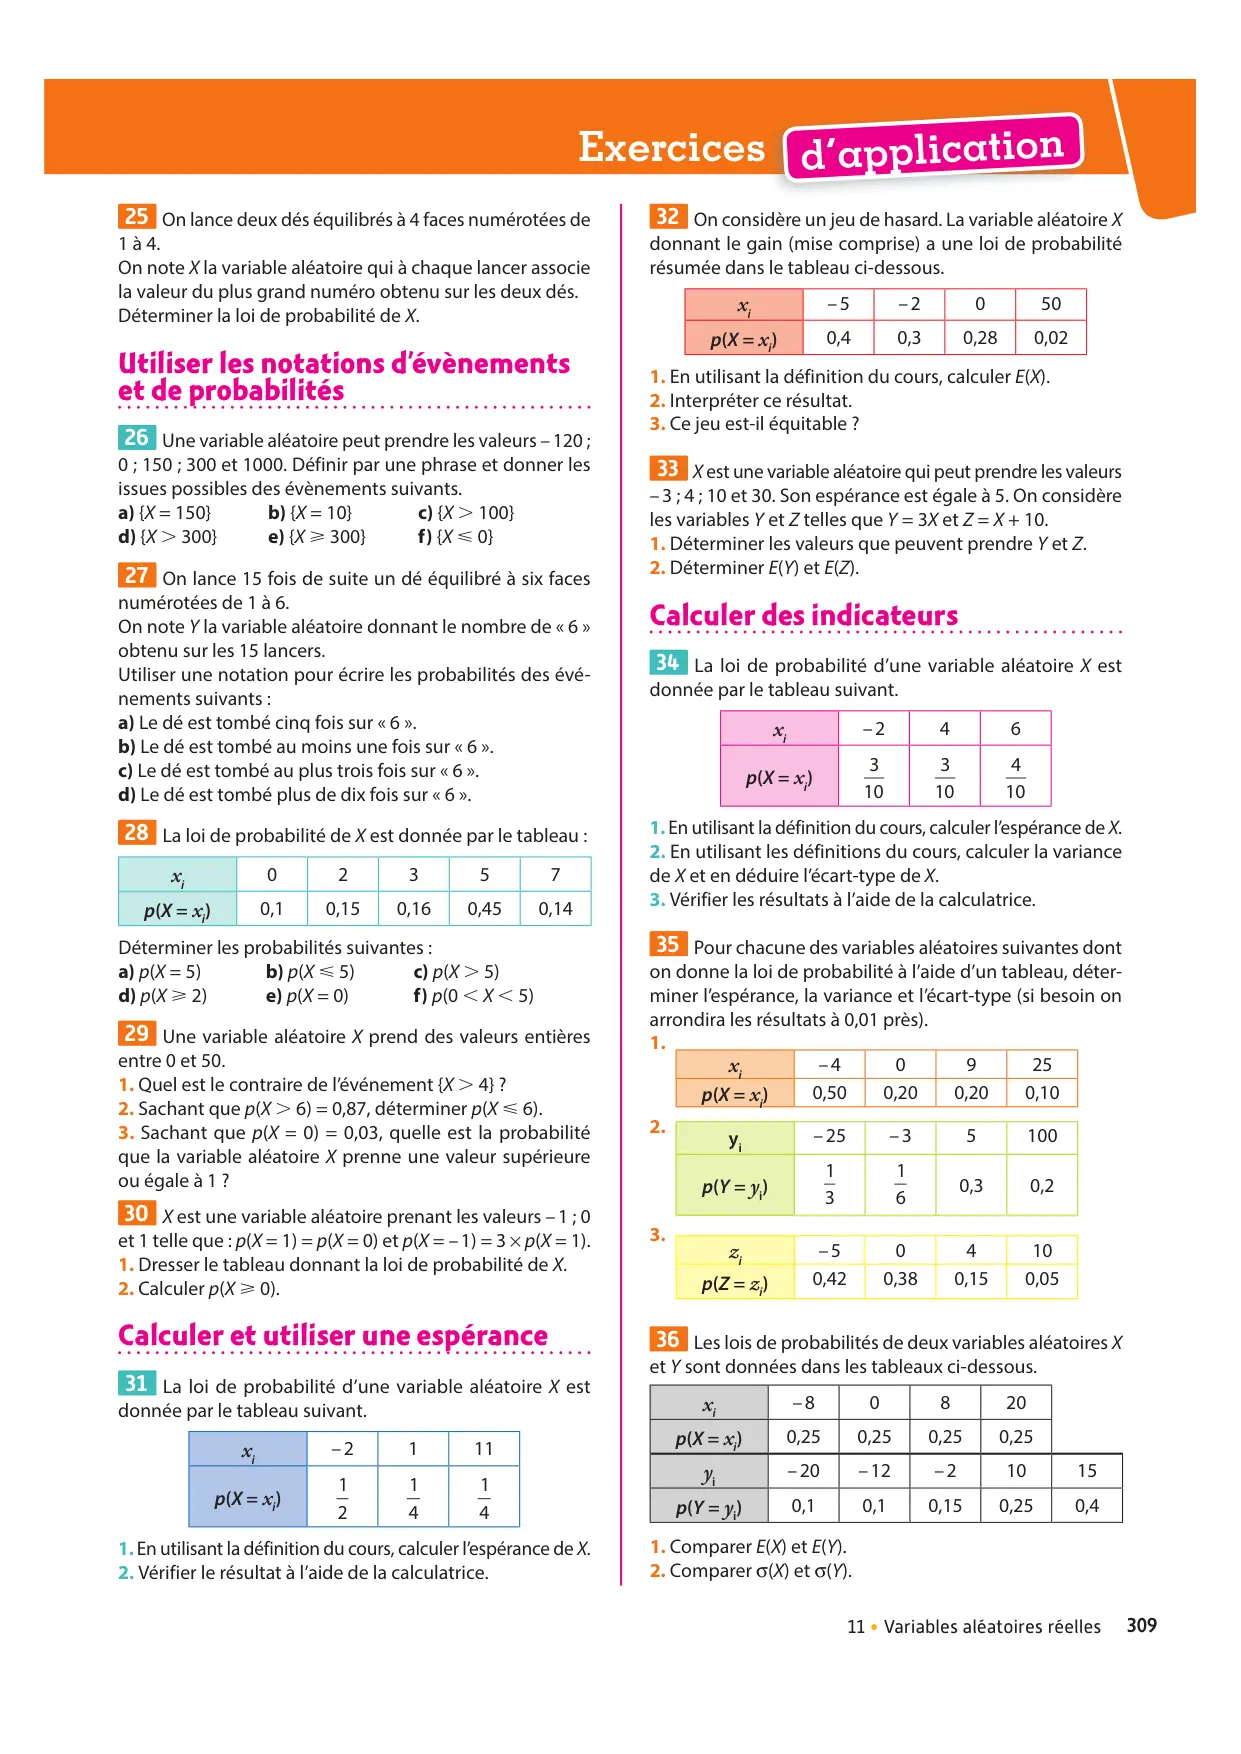 Exercices d’application
25 On lance deux dés équilibrés à 4 faces numérotées de
1 à 4.
On note X la variable aléatoire qui à chaque lancer associe
la valeur du plus grand numéro obtenu sur les deux dés.
Déterminer la loi de probabilité de X.
Utiliser les notations d’évènements
et de probabilités
26 Une variable aléatoire peut prendre les valeurs – 120 ;
0 ; 150 ; 300 et 1000. Définir par une phrase et donner les
issues possibles des évènements suivants.
a) {X = 150} b) {X = 10} c) {X > 100}
d) {X > 300} e) {X ⩾ 300} f) {X ⩽ 0}
27 On lance 15 fois de suite un dé équilibré à six faces
numérotées de 1 à 6.
On note Y la variable aléatoire donnant le nombre de « 6 »
obtenu sur les 15 lancers.
Utiliser une notation pour écrire les probabilités des évé-
nements suivants :
a) Le dé est tombé cinq fois sur « 6 ».
b) Le dé est tombé au moins une fois sur « 6 ».
c) Le dé est tombé au plus trois fois sur « 6 ».
d) Le dé est tombé plus de dix fois sur « 6 ».
28 La loi de probabilité de X est donnée par le tableau :
xi 0 2 3 5 7
p(X = xi) 0,1 0,15 0,16 0,45 0,14
Déterminer les probabilités suivantes :
a) p(X = 5) b) p(X ⩽ 5) c) p(X > 5)
d) p(X ⩾ 2) e) p(X = 0) f) p(0 < X < 5)
29 Une variable aléatoire X prend des valeurs entières
entre 0 et 50.
1. Quel est le contraire de l’événement {X > 4} ?
2. Sachant que p(X > 6) = 0,87, déterminer p(X ⩽ 6).
3. Sachant que p(X = 0) = 0,03, quelle est la probabilité
que la variable aléatoire X prenne une valeur supérieure
ou égale à 1 ?
30 X est une variable aléatoire prenant les valeurs – 1 ; 0
et 1 telle que : p(X = 1) = p(X = 0) et p(X = – 1) = 3 × p(X = 1).
1. Dresser le tableau donnant la loi de probabilité de X.
2. Calculer p(X ⩾ 0).
Calculer et utiliser une espérance
31 La loi de probabilité d’une variable aléatoire X est
donnée par le tableau suivant.
xi – 2 1 11
p(X = xi) 1/2 1/4 1/4
1. En utilisant la définition du cours, calculer l’espérance de X.
2. Vérifier le résultat à l’aide de la calculatrice.
32 On considère un jeu de hasard. La variable aléatoire X
donnant le gain (mise comprise) a une loi de probabilité
résumée dans le tableau ci-dessous.
xi – 5 – 2 0 50
p(X = xi) 0,4 0,3 0,28 0,02
1. En utilisant la définition du cours, calculer E(X).
2. Interpréter ce résultat.
3. Ce jeu est-il équitable ?
33 X est une variable aléatoire qui peut prendre les valeurs
– 3 ; 4 ; 10 et 30. Son espérance est égale à 5. On considère
les variables Y et Z telles que Y = 3X et Z = X + 10.
1. Déterminer les valeurs que peuvent prendre Y et Z.
2. Déterminer E(Y) et E(Z).
Calculer des indicateurs
34 La loi de probabilité d’une variable aléatoire X est
donnée par le tableau suivant.
xi – 2 4 6
p(X = xi) 3/10 3/10 4/10
1. En utilisant la définition du cours, calculer l’espérance de X.
2. En utilisant les définitions du cours, calculer la variance
de X et en déduire l’écart-type de X.
3. Vérifier les résultats à l’aide de la calculatrice.
35 Pour chacune des variables aléatoires suivantes dont
on donne la loi de probabilité à l’aide d’un tableau, déter-
miner l’espérance, la variance et l’écart-type (si besoin on
arrondira les résultats à 0,01 près).
1.
xi – 4 0 9 25
p(X = xi) 0,50 0,20 0,20 0,10
2.
yi – 25 – 3 5 100
p(Y = yi) 1/3 1/6 0,3 0,2
3.
zi – 5 0 4 10
p(Z = zi) 0,42 0,38 0,15 0,05
36 Les lois de probabilités de deux variables aléatoires X
et Y sont données dans les tableaux ci-dessous.
xi – 8 0 8 20
p(X = xi) 0,25 0,25 0,25 0,25
yi – 20 – 12 – 2 10 15
p(Y = yi) 0,1 0,1 0,15 0,25 0,4
1. Comparer E(X) et E(Y).
2. Comparer σ(X) et σ(Y).
11 • Variables aléatoires réelles 309